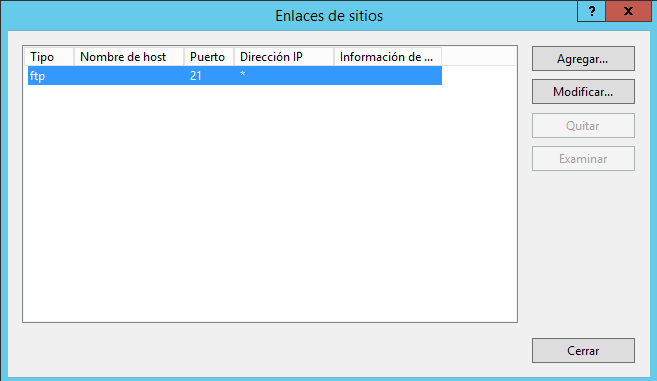 Enlaces de sitios
? x
Tipo Nombre de host Puerto Dirección IP Información de ...
ftp 21 *
Agregar...
Modificar...
Quitar
Examinar
Cerrar